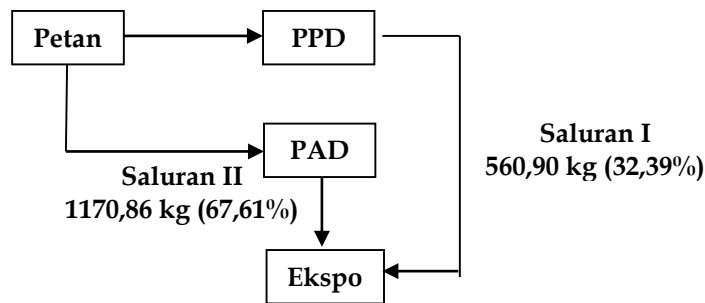 Petan
PPD
PAD
Saluran I
560,90 kg (32,39%)
Saluran II
1170,86 kg (67,61%)
Ekspo